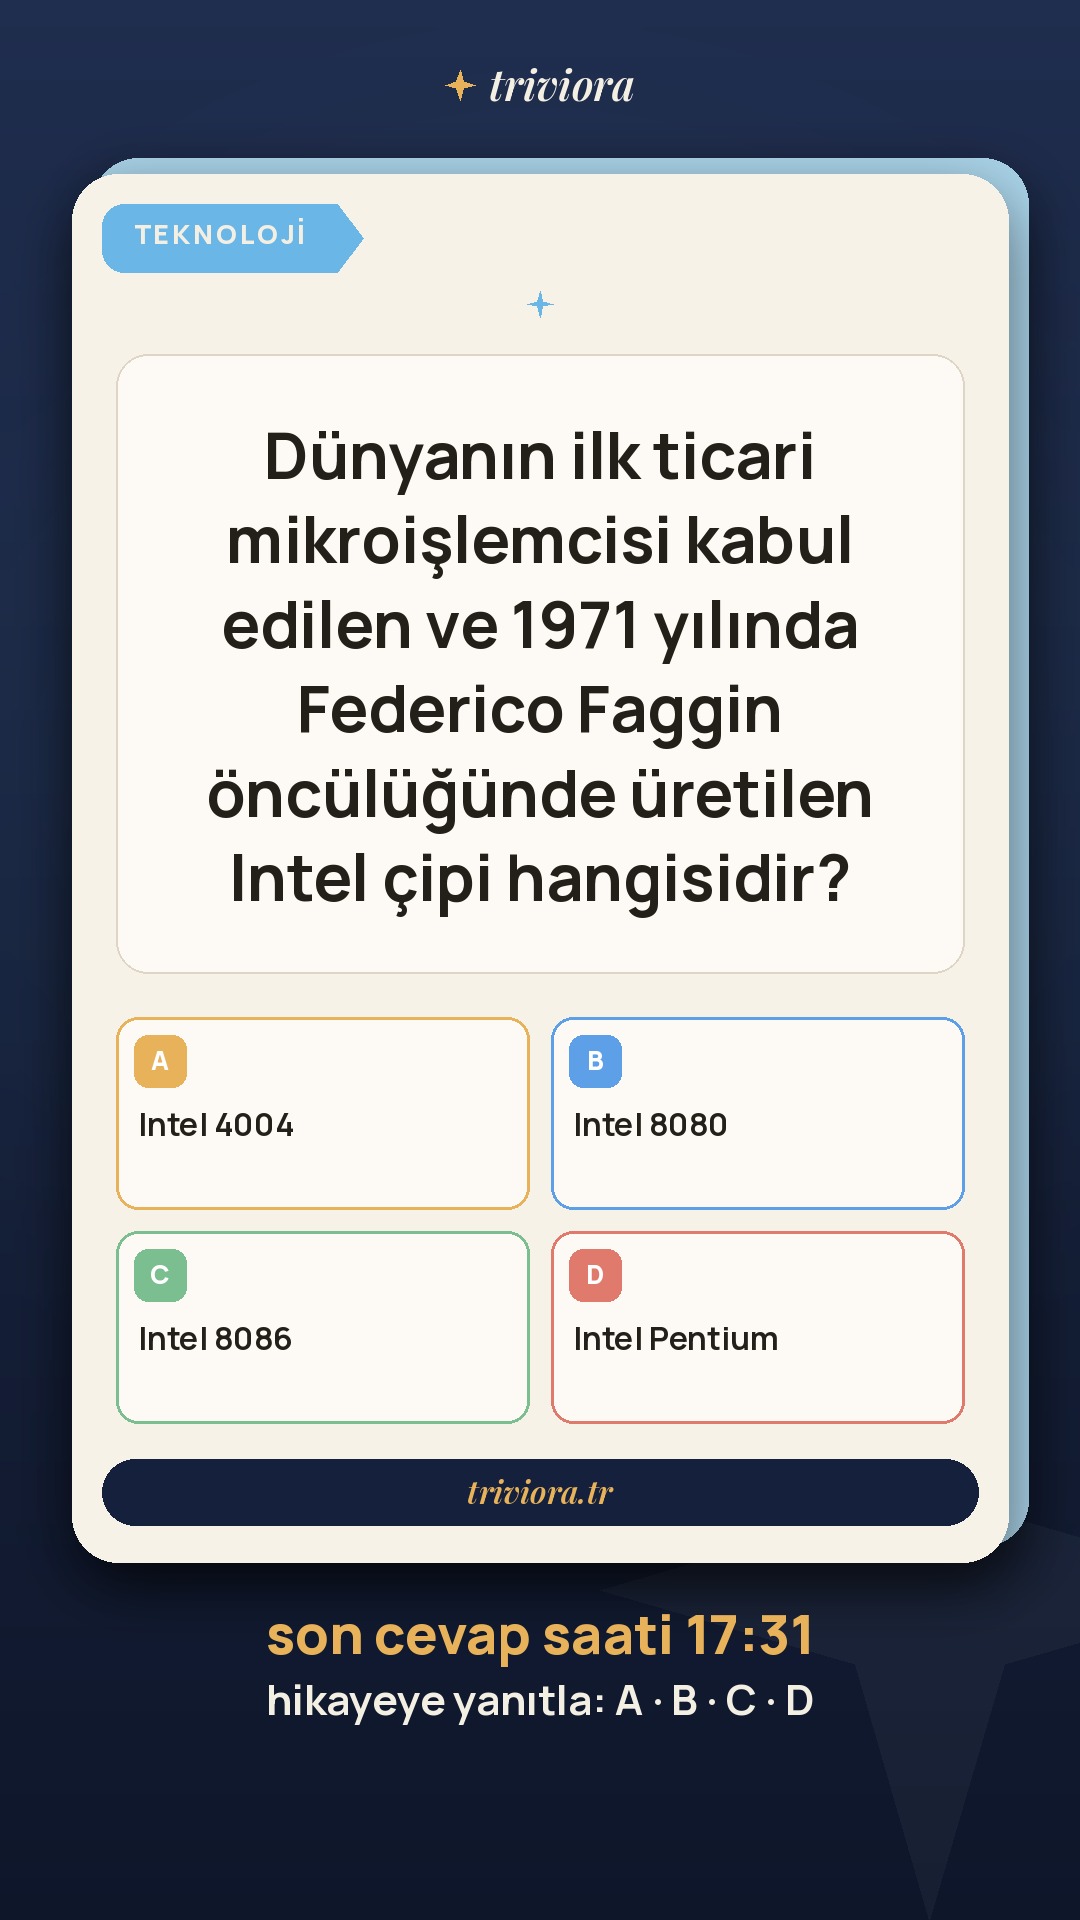 triviora
TEKNOLOJİ
Dünyanın ilk ticari
mikroişlemcisi kabul
edilen ve 1971 yılında
Federico Faggin
öncülüğünde üretilen
Intel çipi hangisidir?
A
Intel 4004
B
Intel 8080
C
Intel 8086
D
Intel Pentium
triviora.tr
son cevap saati 17:31
hikayeye yanıtla: A · B · C · D